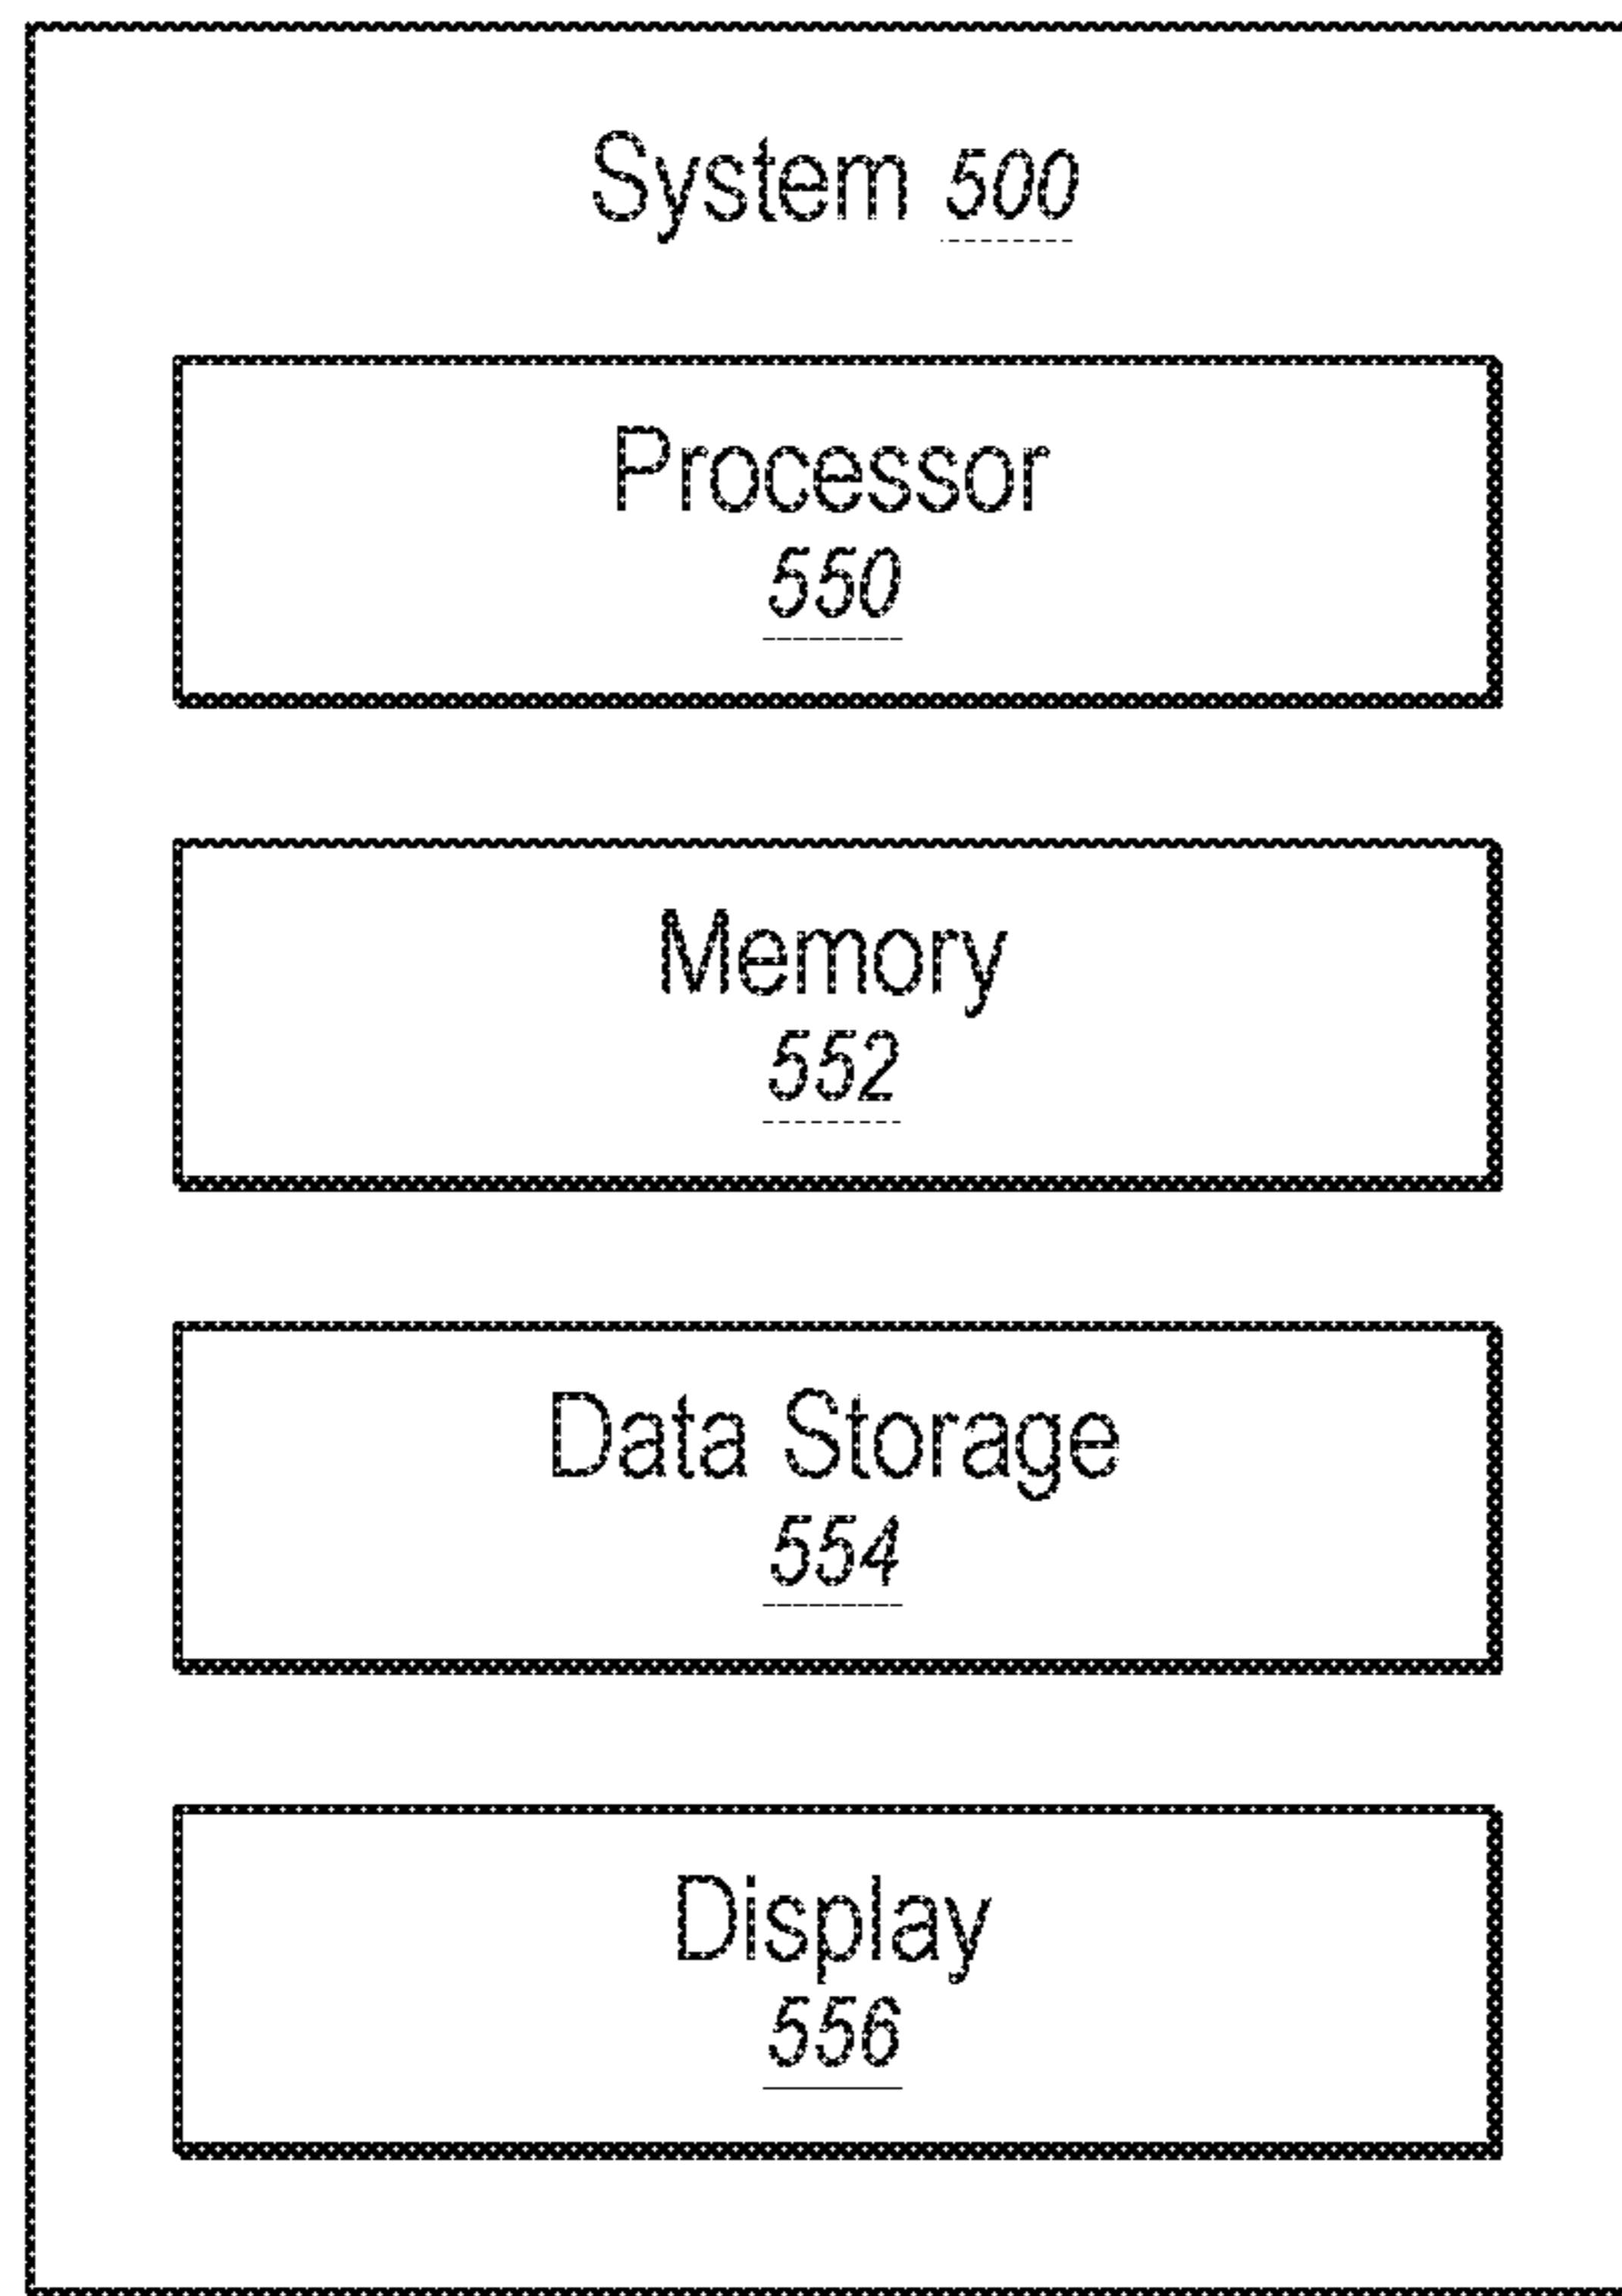 System 500
Processor
550
Memory
552
Data Storage
554
Display
556